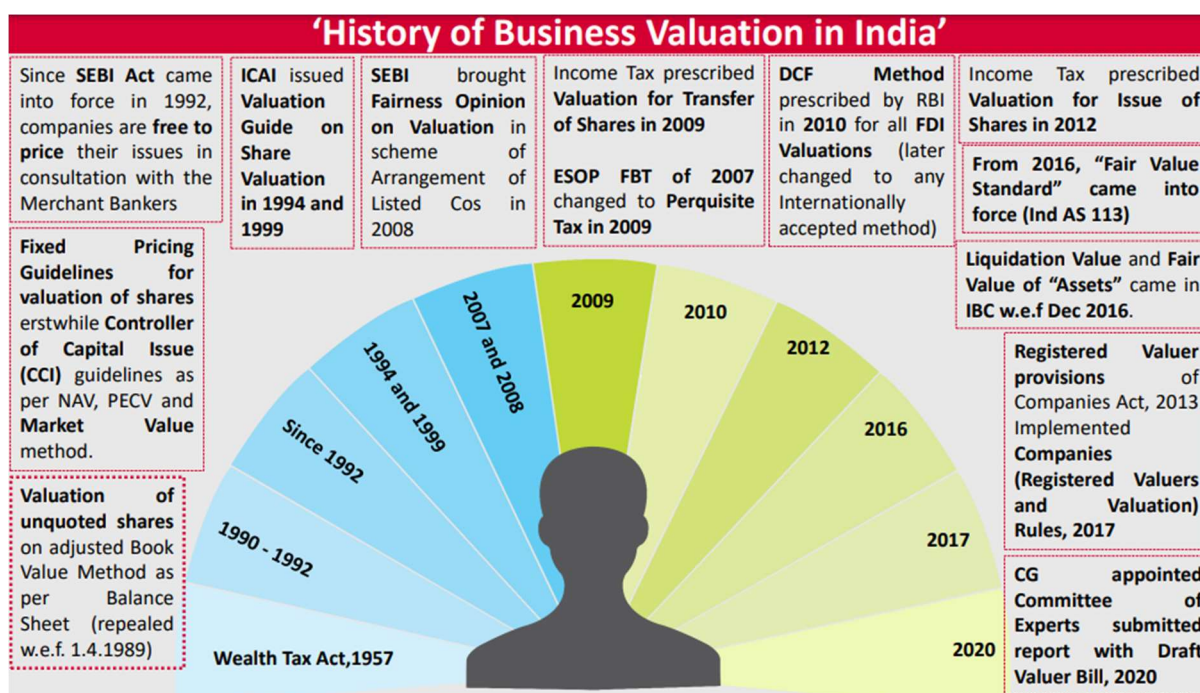 ‘History of Business Valuation in India’
Since SEBI Act came
into force in 1992,
companies are free to
price their issues in
consultation with the
Merchant Bankers
ICAI issued
Valuation
Guide on
Share
Valuation
in 1994 and
1999
SEBI brought
Fairness Opinion
on Valuation in
scheme of
Arrangement of
Listed Cos in
2008
Income Tax prescribed
Valuation for Transfer
of Shares in 2009
ESOP FBT of 2007
changed to Perquisite
Tax in 2009
DCF Method
prescribed by RBI
in 2010 for all FDI
Valuations (later
changed to any
Internationally
accepted method)
Income Tax prescribed
Valuation for Issue of
Shares in 2012
From 2016, “Fair Value
Standard” came into
force (Ind AS 113)
Liquidation Value and Fair
Value of “Assets” came in
IBC w.e.f Dec 2016.
Fixed Pricing
Guidelines for
valuation of shares
erstwhile Controller
of Capital Issue
(CCI) guidelines as
per NAV, PECV and
Market Value
method.
Valuation of
unquoted shares
on adjusted Book
Value Method as
per Balance
Sheet (repealed
w.e.f. 1.4.1989)
Registered Valuer
provisions of
Companies Act, 2013
Implemented
Companies
(Registered Valuers
and Valuation)
Rules, 2017
CG appointed
Committee of
Experts submitted
report with Draft
Valuer Bill, 2020
Wealth Tax Act,1957
1990 - 1992
Since 1992
1994 and 1999
2007 and 2008
2009
2010
2012
2016
2017
2020